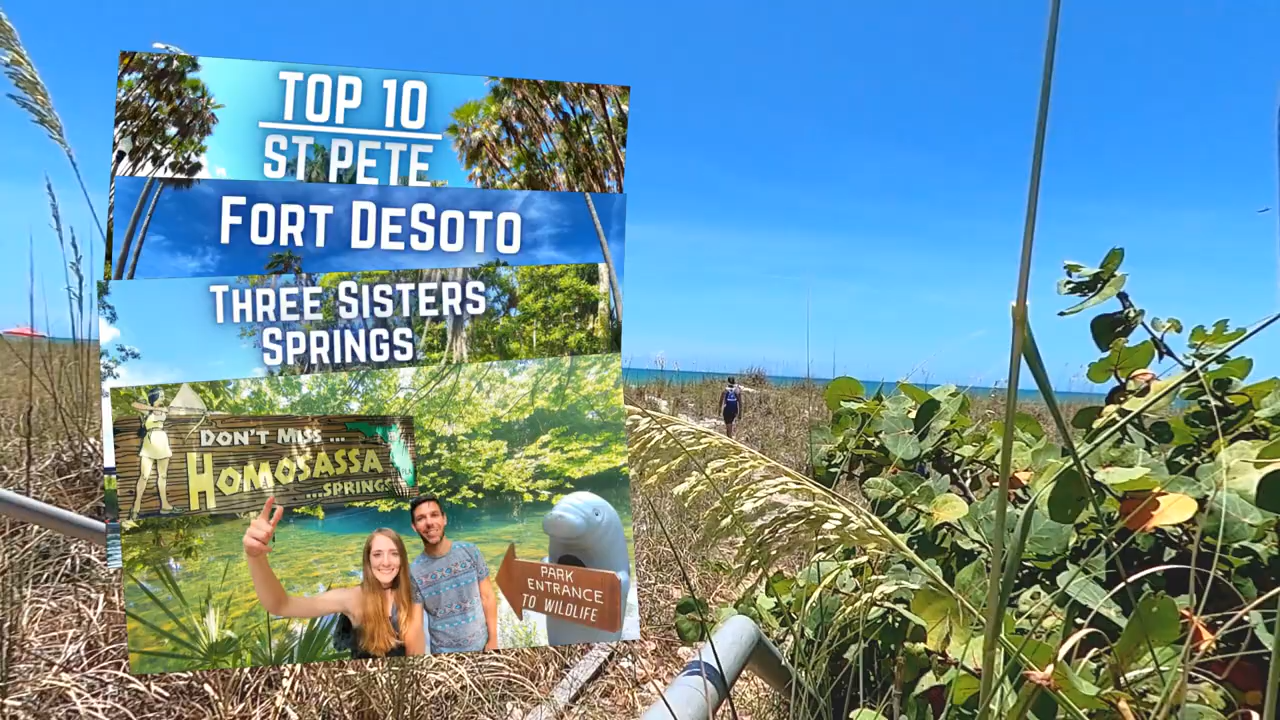 TOP 10
ST PETE
FORT DESOTO
THREE SISTERS
SPRINGS
DON'T MISS ...
HOMOSASSA
...SPRINGS
PARK
ENTRANCE
TO WILDLIFE